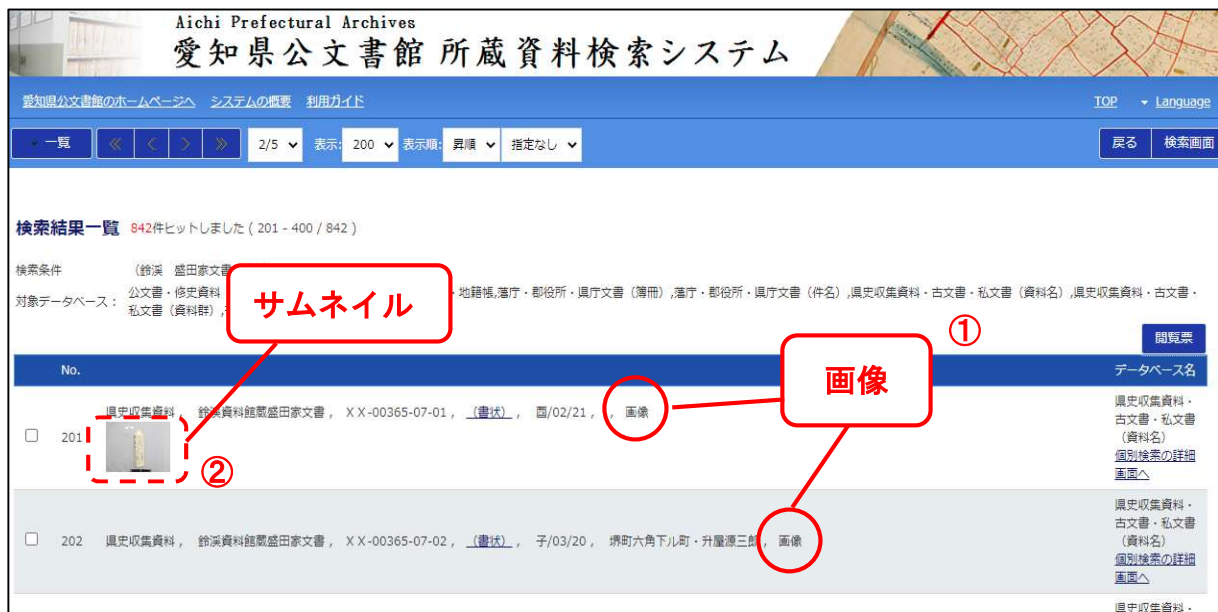 Aichi Prefectural Archives
愛知県公文書館 所蔵資料検索システム
愛知県公文書館のホームページへ システムの概要 利用ガイド
TOP Language
一覧 2/5 表示: 200 表示順: 昇順 指定なし
戻る 検索画面
検索結果一覧 842件ヒットしました ( 201 - 400 / 842 )
検索条件 (鈴渓 盛田家文書
対象データベース : 公文書・修史資料
・地籍帳,藩庁・郡役所・県庁文書 (簿冊) ,藩庁・郡役所・県庁文書 (件名) ,県史収集資料・古文書・私文書 (資料名) ,県史収集資料・古文書・
私文書 (資料群)
サムネイル
①
画像
閲覧票
No. データベース名
県史収集資料 , 鈴渓資料館蔵盛田家文書 , XX-00365-07-01 , (書状) , 酉/02/21 , , 画像
201
②
県史収集資料・
古文書・私文書
(資料名)
個別検索の詳細
画面へ
202 県史収集資料 , 鈴渓資料館蔵盛田家文書 , XX-00365-07-02 , (書状) , 子/03/20 , 堺町六角下ル町・升屋源三郎 , 画像
県史収集資料・
古文書・私文書
(資料名)
個別検索の詳細
画面へ
県史収集資料・